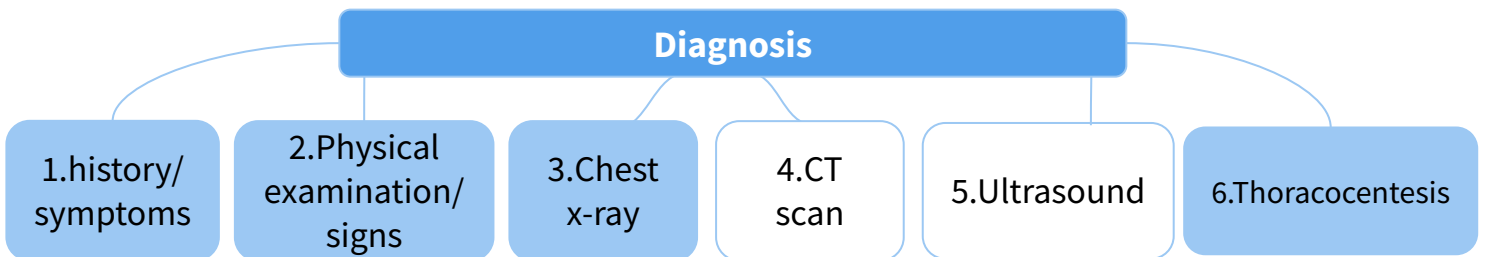 Diagnosis
1.history/
symptoms
2.Physical
examination/
signs
3.Chest
x-ray
4.CT
scan
5.Ultrasound
6.Thoracocentesis